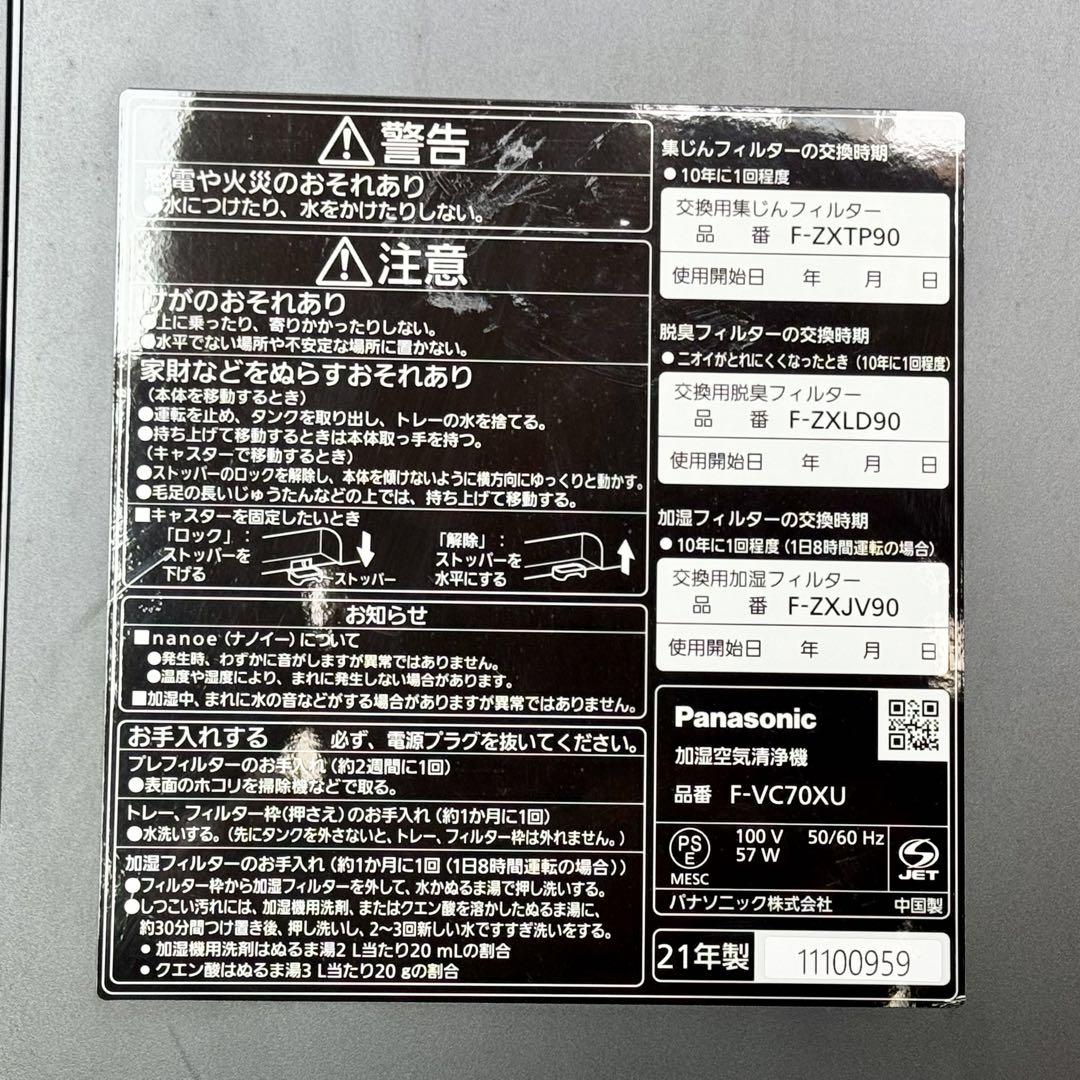 警告
感電や火災のおそれあり
●水につけたり、水をかけたりしない。
注意
けがのおそれあり
●上に乗ったり、寄りかかったりしない。
●水平でない場所や不安定な場所に置かない。
家財などをぬらすおそれあり
(本体を移動するとき)
●運転を止め、タンクを取り出し、トレーの水を捨てる。
●持ち上げて移動するときは本体取っ手を持つ。
(キャスターで移動するとき)
●ストッパーのロックを解除し、本体を傾けないように横方向にゆっくりと動かす。
●毛足の長いじゅうたんなどの上では、持ち上げて移動する。
■キャスターを固定したいとき
「ロック」:
ストッパーを
下げる
ストッパー
「解除」:
ストッパーを
水平にする
お知らせ
■nanoe(ナノイー)について
●発生時、わずかに音がしますが異常ではありません。
●温度や湿度により、まれに発生しない場合があります。
■加湿中、まれに水の音などがする場合がありますが異常ではありません。
お手入れする 必ず、電源プラグを抜いてください。
プレフィルターのお手入れ(約2週間に1回)
●表面のホコリを掃除機などで取る。
トレー、フィルター枠(押さえ)のお手入れ(約1か月に1回)
●水洗いする。(先にタンクを外さないと、トレー、フィルター枠は外れません。)
加湿フィルターのお手入れ(約1か月に1回(1日8時間運転の場合))
●フィルター枠から加湿フィルターを外して、水かぬるま湯で押し洗いする。
●しつこい汚れには、加湿機用洗剤、またはクエン酸を溶かしたぬるま湯に、
約30分間つけ置き後、押し洗いし、2~3回新しい水ですすぎ洗いをする。
・加湿機用洗剤はぬるま湯2 L当たり20 mLの割合
・クエン酸はぬるま湯3 L当たり20 gの割合
集じんフィルターの交換時期
●10年に1回程度
交換用集じんフィルター
品 番 F-ZXTP90
使用開始日 年 月 日
脱臭フィルターの交換時期
●ニオイがとれにくくなったとき(10年に1回程度)
交換用脱臭フィルター
品 番 F-ZXLD90
使用開始日 年 月 日
加湿フィルターの交換時期
●10年に1回程度(1日8時間運転の場合)
交換用加湿フィルター
品 番 F-ZXJV90
使用開始日 年 月 日
Panasonic
加湿空気清浄機
品番 F-VC70XU
PS
E
MESC
100 V 50/60 Hz
57 W
JET
パナソニック株式会社 中国製
21年製 11100959